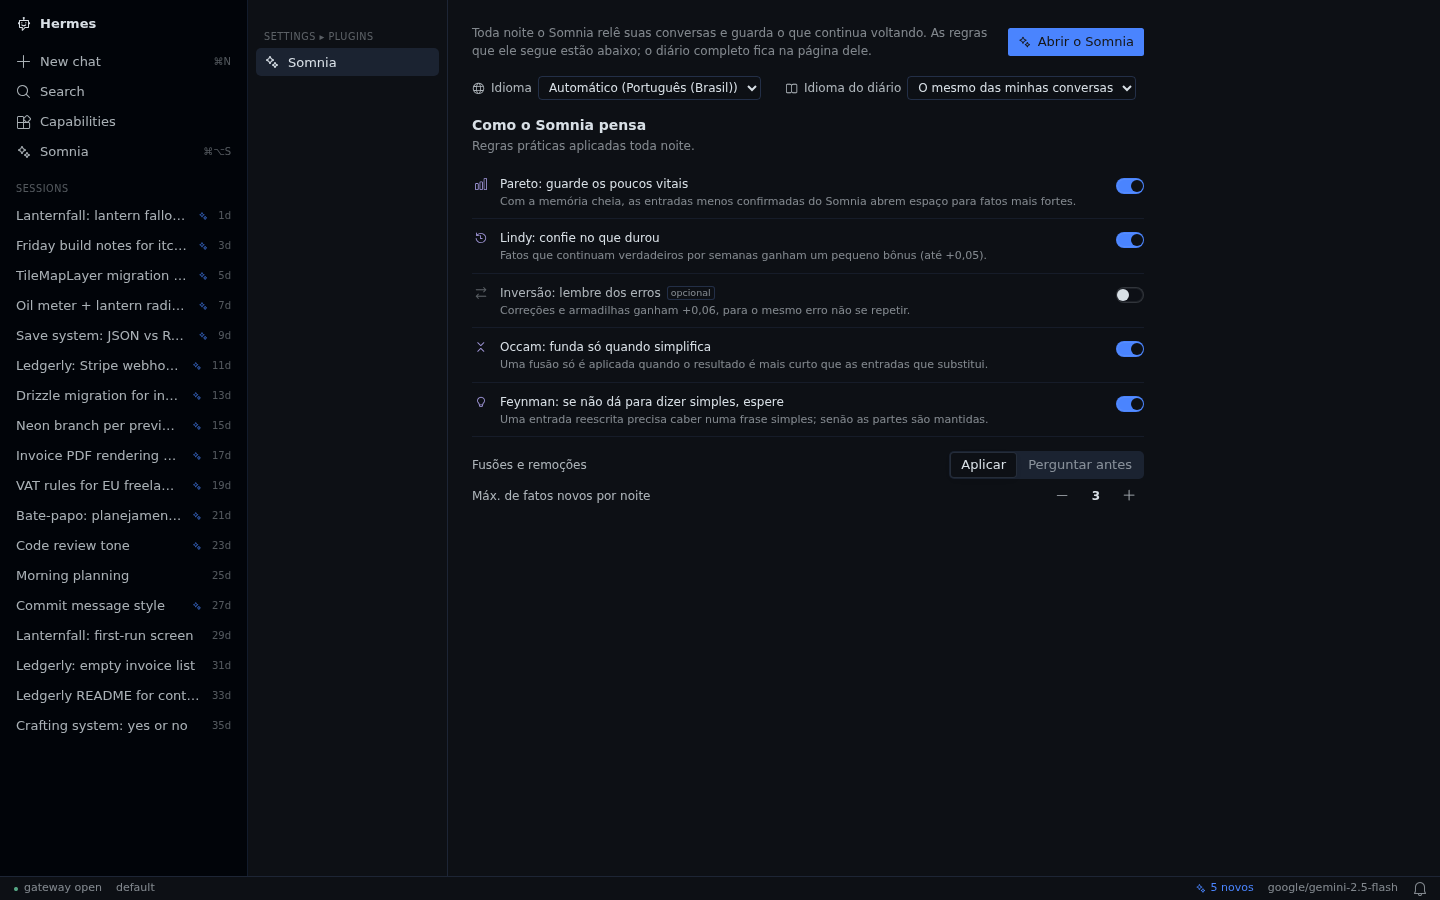 Hermes
New chat ⌘N
Search
Capabilities
Somnia ⌘⌥S
SESSIONS
Lanternfall: lantern fallo... 1d
Friday build notes for itc... 3d
TileMapLayer migration ... 5d
Oil meter + lantern radi... 7d
Save system: JSON vs R... 9d
Ledgerly: Stripe webho... 11d
Drizzle migration for in... 13d
Neon branch per previ... 15d
Invoice PDF rendering ... 17d
VAT rules for EU freela... 19d
Bate-papo: planejamen... 21d
Code review tone 23d
Morning planning 25d
Commit message style 27d
Lanternfall: first-run screen 29d
Ledgerly: empty invoice list 31d
Ledgerly README for cont... 33d
Crafting system: yes or no 35d
SETTINGS ▸ PLUGINS
Somnia
Toda noite o Somnia relê suas conversas e guarda o que continua voltando. As regras
que ele segue estão abaixo; o diário completo fica na página dele.
Abrir o Somnia
Idioma Automático (Português (Brasil)) Idioma do diário O mesmo das minhas conversas
Como o Somnia pensa
Regras práticas aplicadas toda noite.
Pareto: guarde os poucos vitais
Com a memória cheia, as entradas menos confirmadas do Somnia abrem espaço para fatos mais fortes.
Lindy: confie no que durou
Fatos que continuam verdadeiros por semanas ganham um pequeno bônus (até +0,05).
Inversão: lembre dos erros opcional
Correções e armadilhas ganham +0,06, para o mesmo erro não se repetir.
Occam: funda só quando simplifica
Uma fusão só é aplicada quando o resultado é mais curto que as entradas que substitui.
Feynman: se não dá para dizer simples, espere
Uma entrada reescrita precisa caber numa frase simples; senão as partes são mantidas.
Fusões e remoções Aplicar Perguntar antes
Máx. de fatos novos por noite 3
gateway open default 5 novos google/gemini-2.5-flash